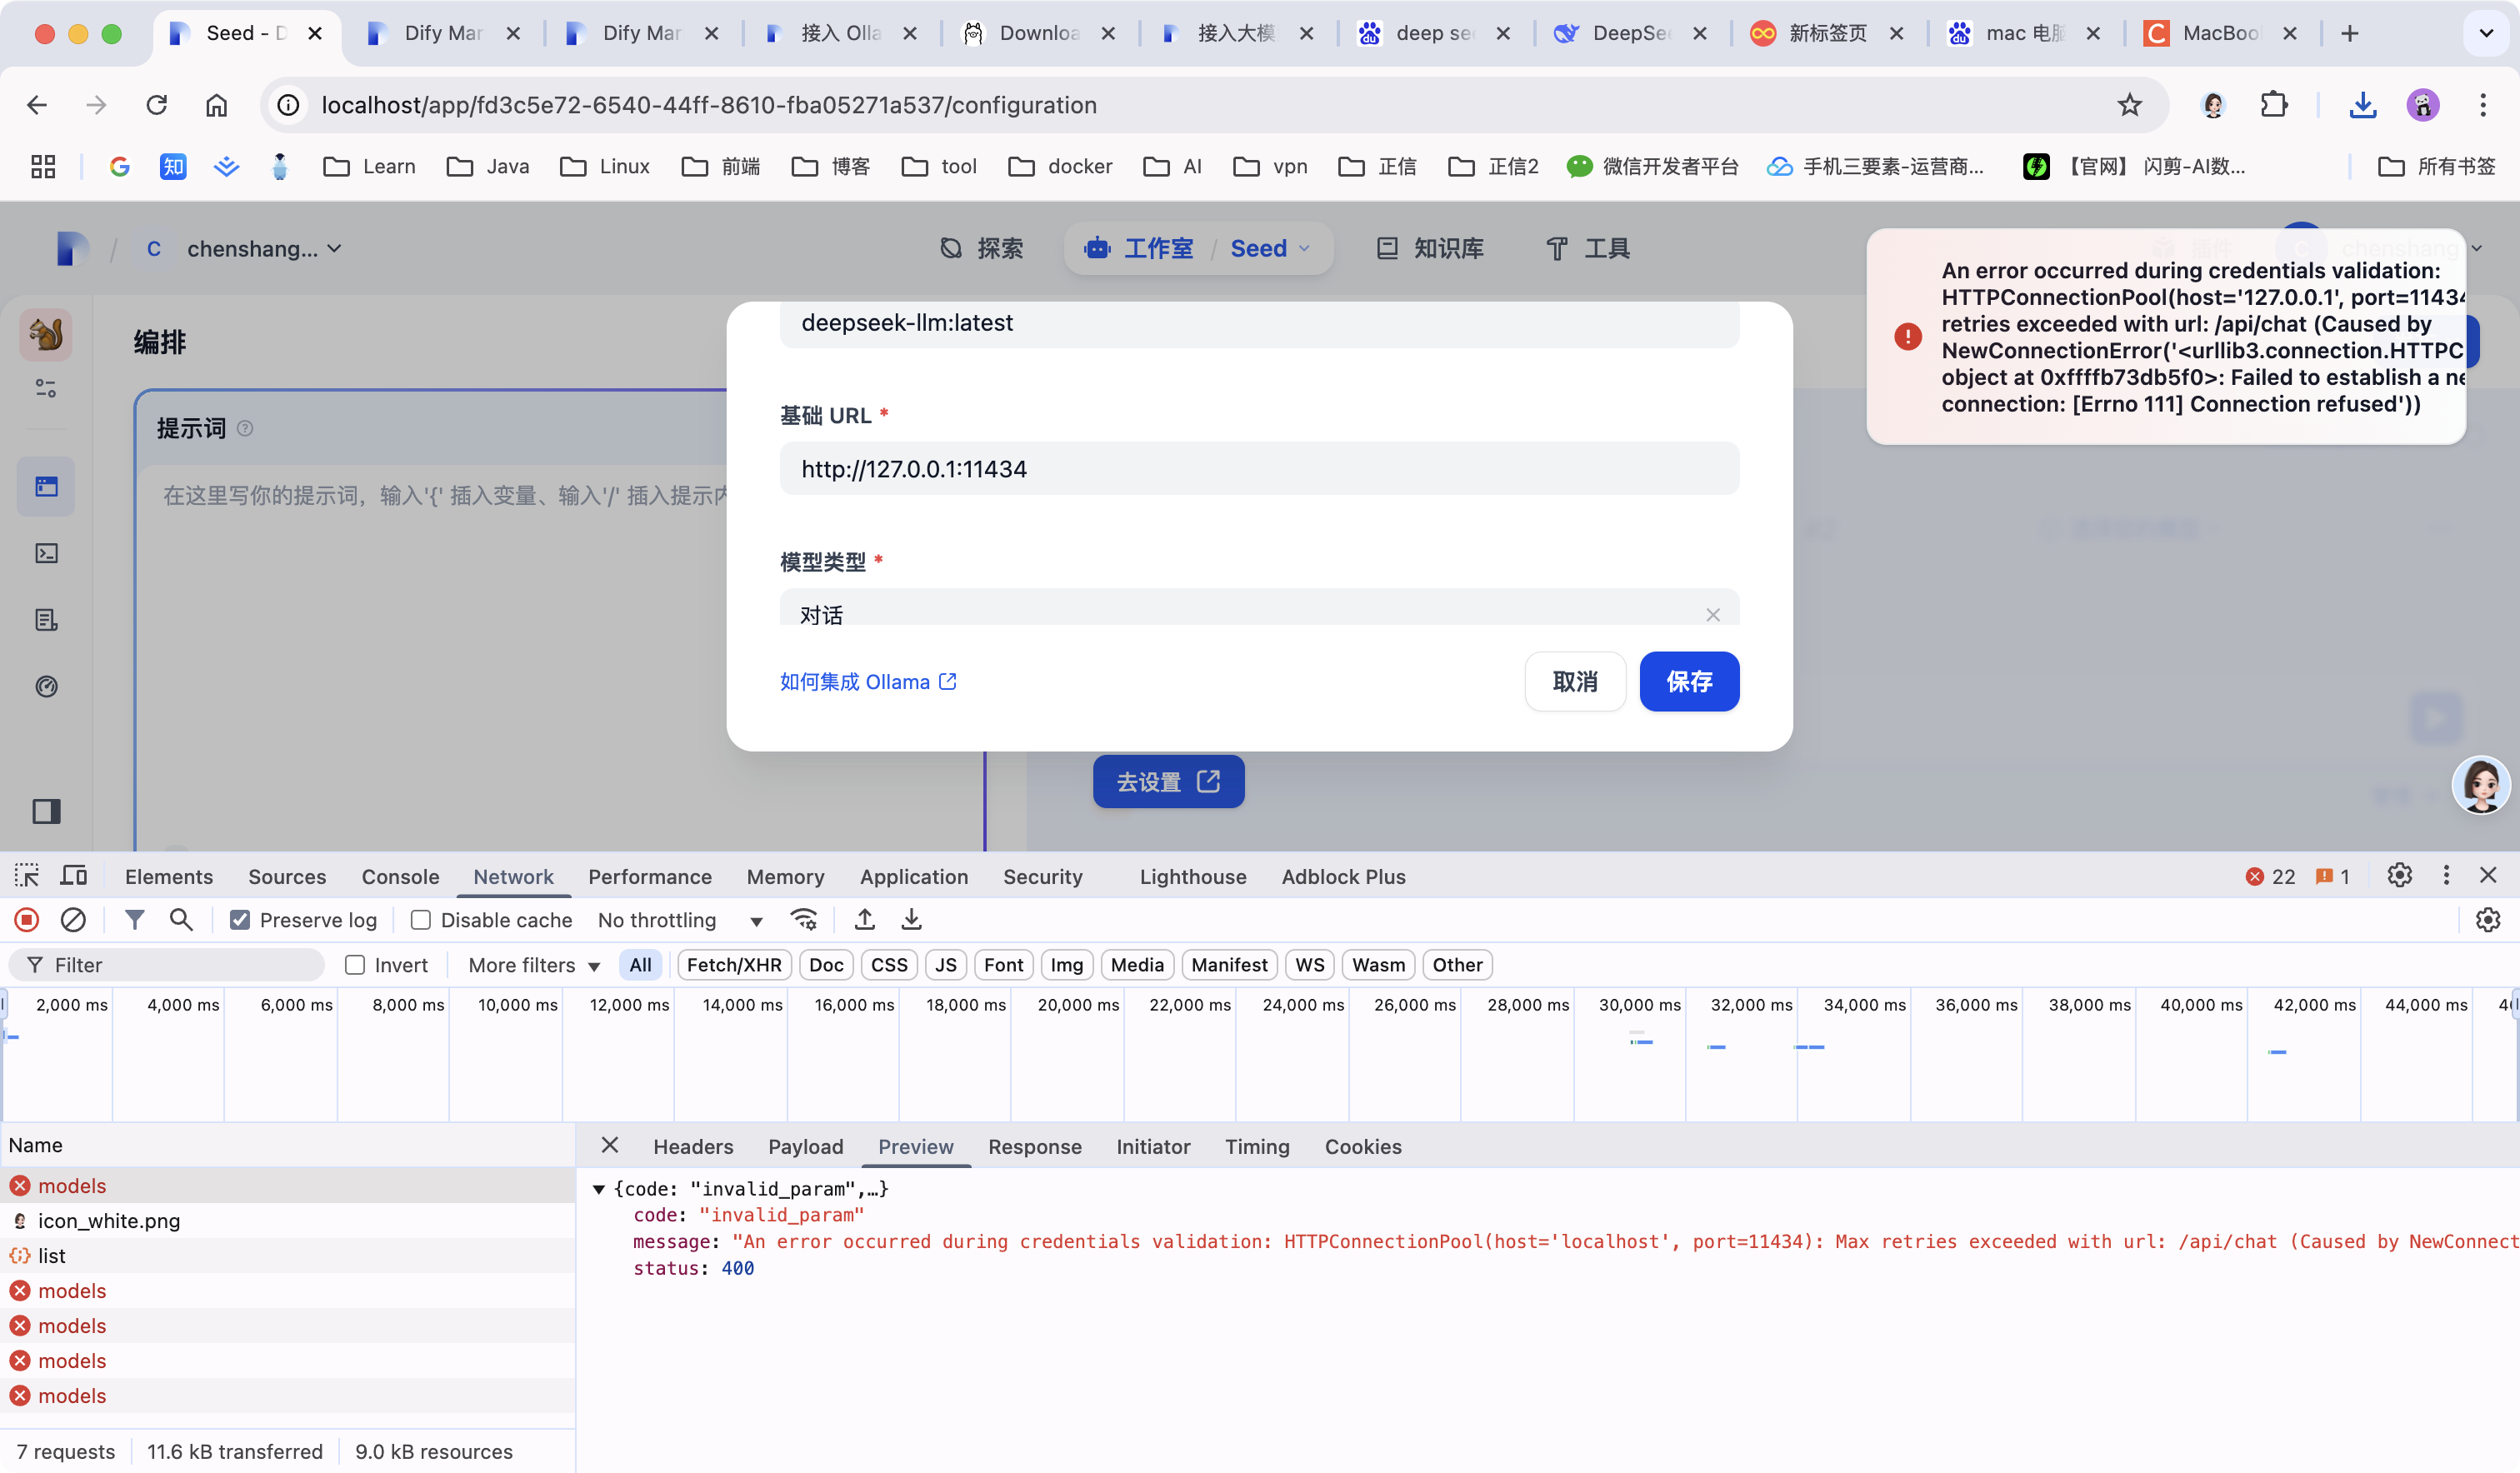 Seed - D
Dify Mar
Dify Mar
接入 Olla
Downloa
接入大模
deep see
DeepSee
新标签页
mac 电脑
MacBoo
localhost/app/fd3c5e72-6540-44ff-8610-fba05271a537/configuration
知
Learn
Java
Linux
前端
博客
tool
docker
AI
vpn
正信
正信2
微信开发者平台
手机三要素-运营商...
【官网】 闪剪-AI数...
所有书签
C
chenshang...
探索
工作室 / Seed
知识库
工具
插件
chenshang
An error occurred during credentials validation:
HTTPConnectionPool(host='127.0.0.1', port=11434
retries exceeded with url: /api/chat (Caused by
NewConnectionError('<urllib3.connection.HTTPC
object at 0xffffb73db5f0>: Failed to establish a ne
connection: [Errno 111] Connection refused'))
编排
提示词
在这里写你的提示词，输入'{' 插入变量、输入'/' 插入提示内
deepseek-llm:latest
基础 URL *
http://127.0.0.1:11434
模型类型 *
对话
如何集成 Ollama
取消
保存
去设置
Elements
Sources
Console
Network
Performance
Memory
Application
Security
Lighthouse
Adblock Plus
22
1
Preserve log
Disable cache
No throttling
Filter
Invert
More filters
All
Fetch/XHR
Doc
CSS
JS
Font
Img
Media
Manifest
WS
Wasm
Other
2,000 ms
4,000 ms
6,000 ms
8,000 ms
10,000 ms
12,000 ms
14,000 ms
16,000 ms
18,000 ms
20,000 ms
22,000 ms
24,000 ms
26,000 ms
28,000 ms
30,000 ms
32,000 ms
34,000 ms
36,000 ms
38,000 ms
40,000 ms
42,000 ms
44,000 ms
Name
Headers
Payload
Preview
Response
Initiator
Timing
Cookies
models
icon_white.png
list
models
models
models
models
{code: "invalid_param",…}
code: "invalid_param"
message: "An error occurred during credentials validation: HTTPConnectionPool(host='localhost', port=11434): Max retries exceeded with url: /api/chat (Caused by NewConnect
status: 400
7 requests
11.6 kB transferred
9.0 kB resources